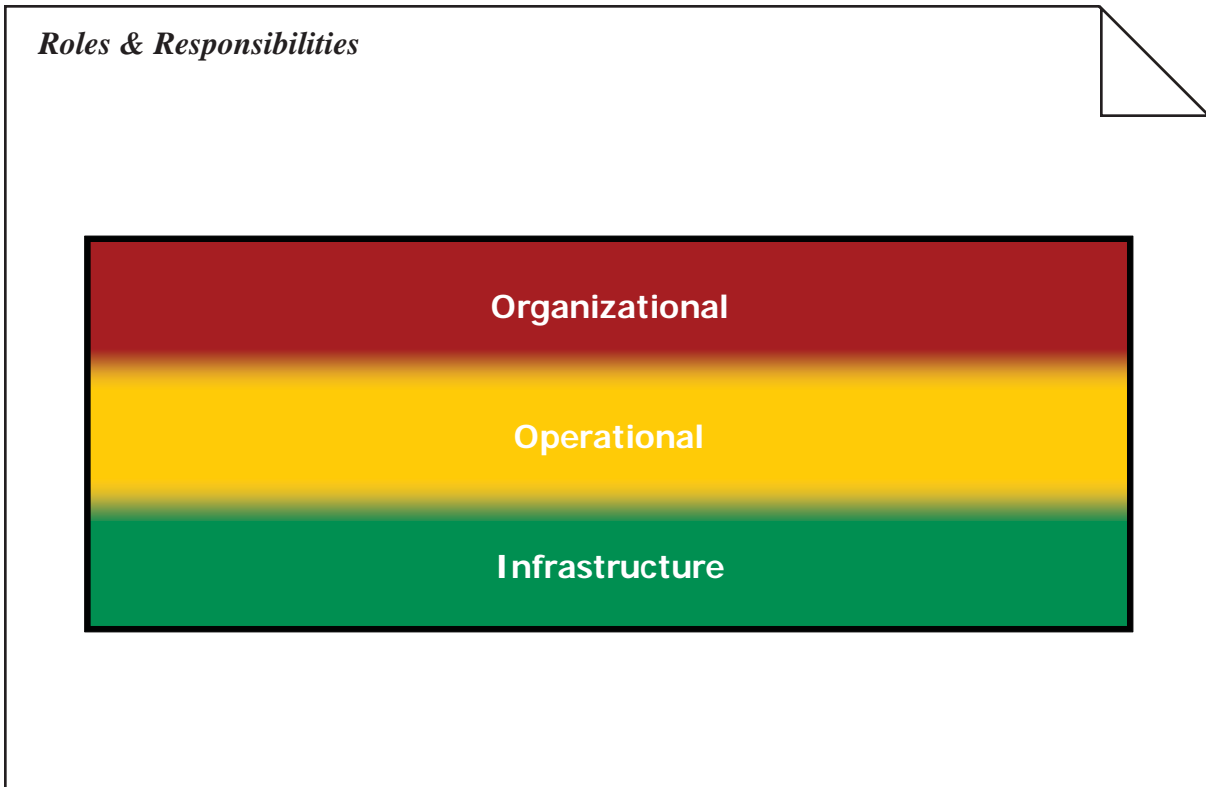 Roles & Responsibilities
Organizational
Operational
Infrastructure